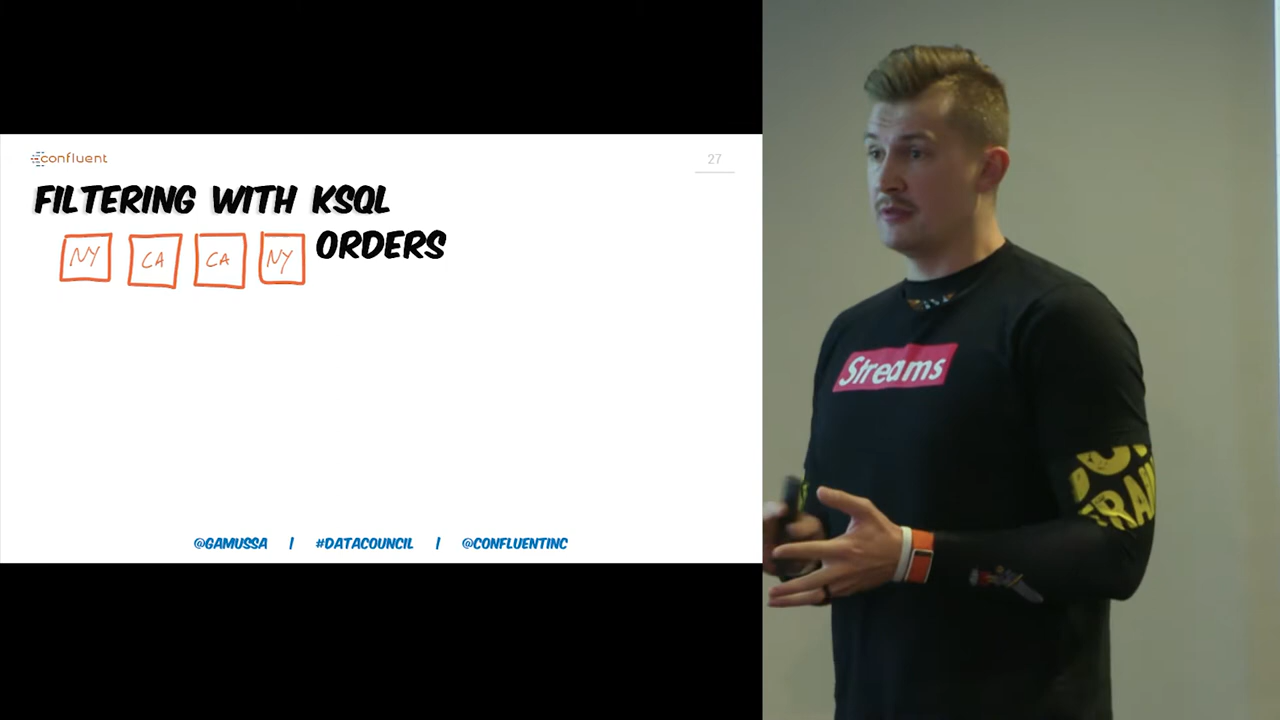 confluent
27
FILTERING WITH KSQL
NY CA CA NY ORDERS
@GAMUSSA | #DATACOUNCIL | @CONFLUENTINC
Streams